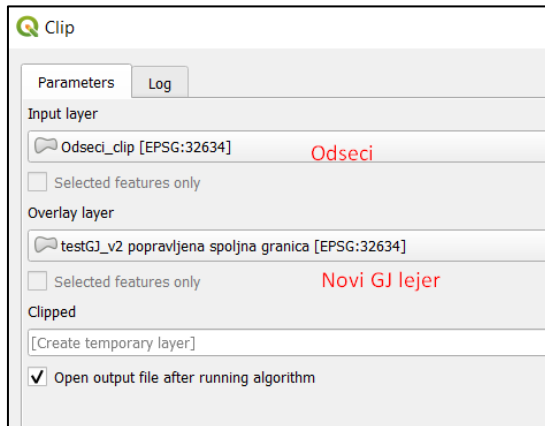 Clip
Parameters Log
Input layer
Odseci_clip [EPSG:32634] Odseci
Selected features only
Overlay layer
testGJ_v2 popravljena spoljna granica [EPSG:32634]
Selected features only Novi GJ lejer
Clipped
[Create temporary layer]
Open output file after running algorithm